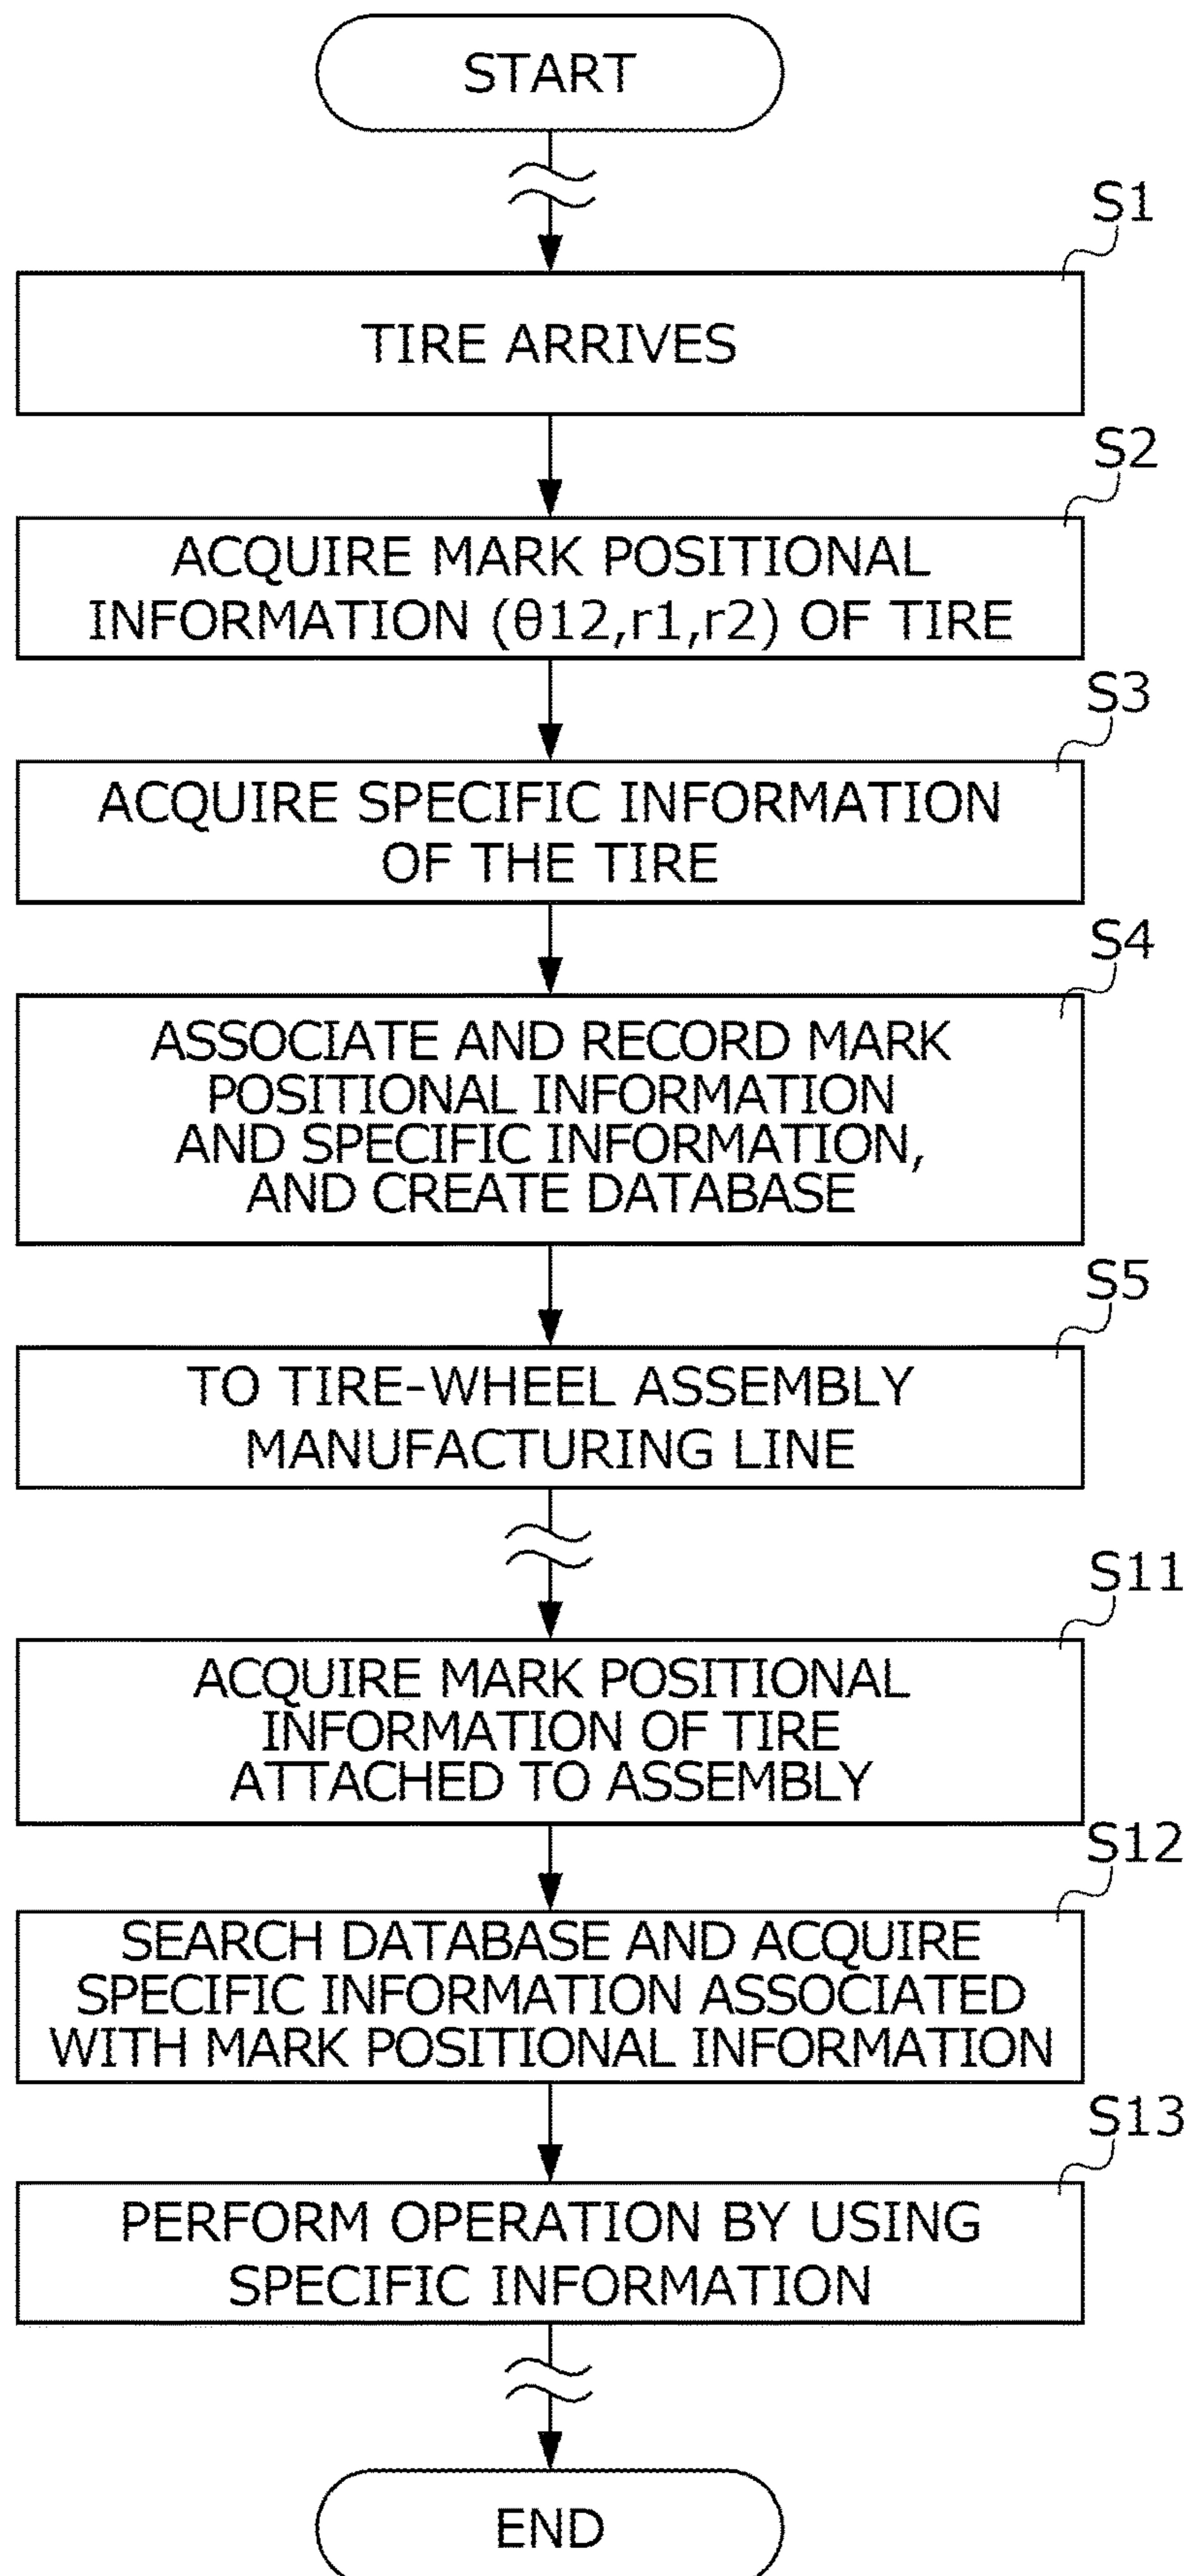 START
S1
TIRE ARRIVES
S2
ACQUIRE MARK POSITIONAL
INFORMATION (θ12,r1,r2) OF TIRE
S3
ACQUIRE SPECIFIC INFORMATION
OF THE TIRE
S4
ASSOCIATE AND RECORD MARK
POSITIONAL INFORMATION
AND SPECIFIC INFORMATION,
AND CREATE DATABASE
S5
TO TIRE-WHEEL ASSEMBLY
MANUFACTURING LINE
S11
ACQUIRE MARK POSITIONAL
INFORMATION OF TIRE
ATTACHED TO ASSEMBLY
S12
SEARCH DATABASE AND ACQUIRE
SPECIFIC INFORMATION ASSOCIATED
WITH MARK POSITIONAL INFORMATION
S13
PERFORM OPERATION BY USING
SPECIFIC INFORMATION
END